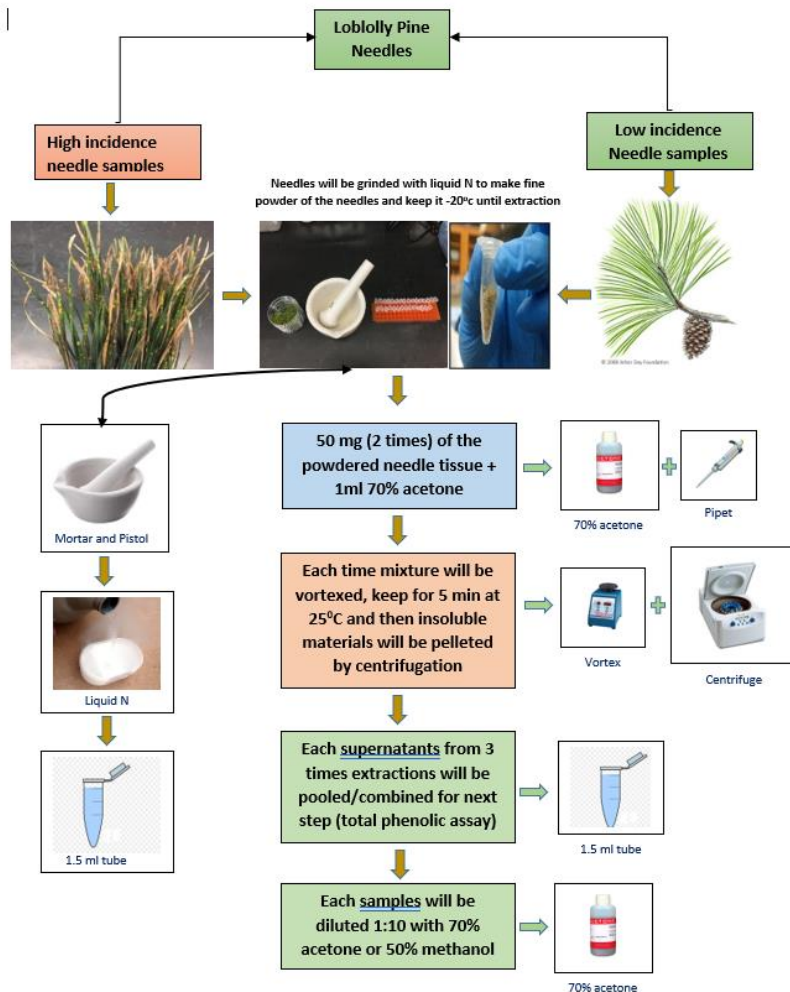 Loblolly Pine
Needles
High incidence
needle samples
Low incidence
Needle samples
Needles will be grinded with liquid N to make fine
powder of the needles and keep it -20°c until extraction
50 mg (2 times) of the
powdered needle tissue +
1ml 70% acetone
70% acetone
Pipet
Mortar and Pistol
Each time mixture will be
vortexed, keep for 5 min at
25⁰C and then insoluble
materials will be pelleted
by centrifugation
Vortex
Centrifuge
Liquid N
Each supernatants from 3
times extractions will be
pooled/combined for next
step (total phenolic assay)
1.5 ml tube
1.5 ml tube
Each samples will be
diluted 1:10 with 70%
acetone or 50% methanol
70% acetone